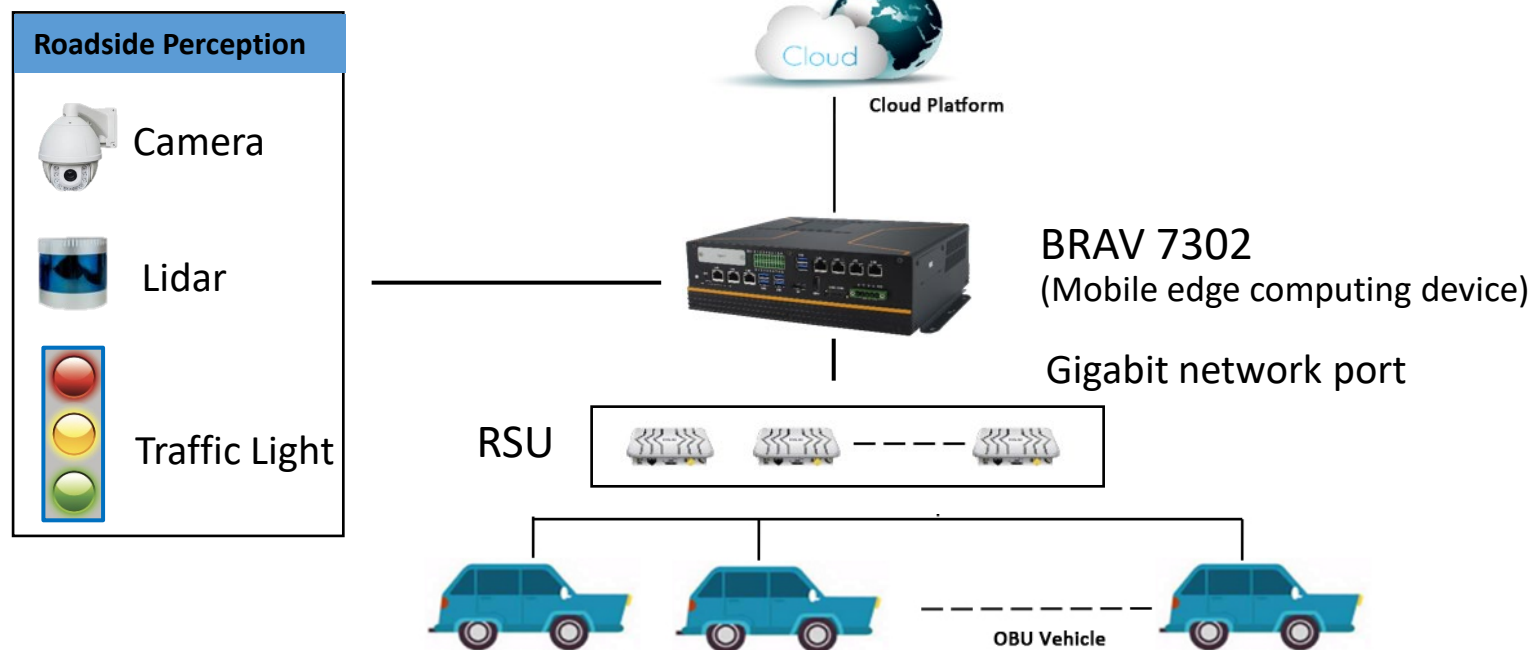 Roadside Perception
Camera
Lidar
Traffic Light
Cloud
Cloud Platform
BRAV 7302
(Mobile edge computing device)
Gigabit network port
RSU
OBU Vehicle